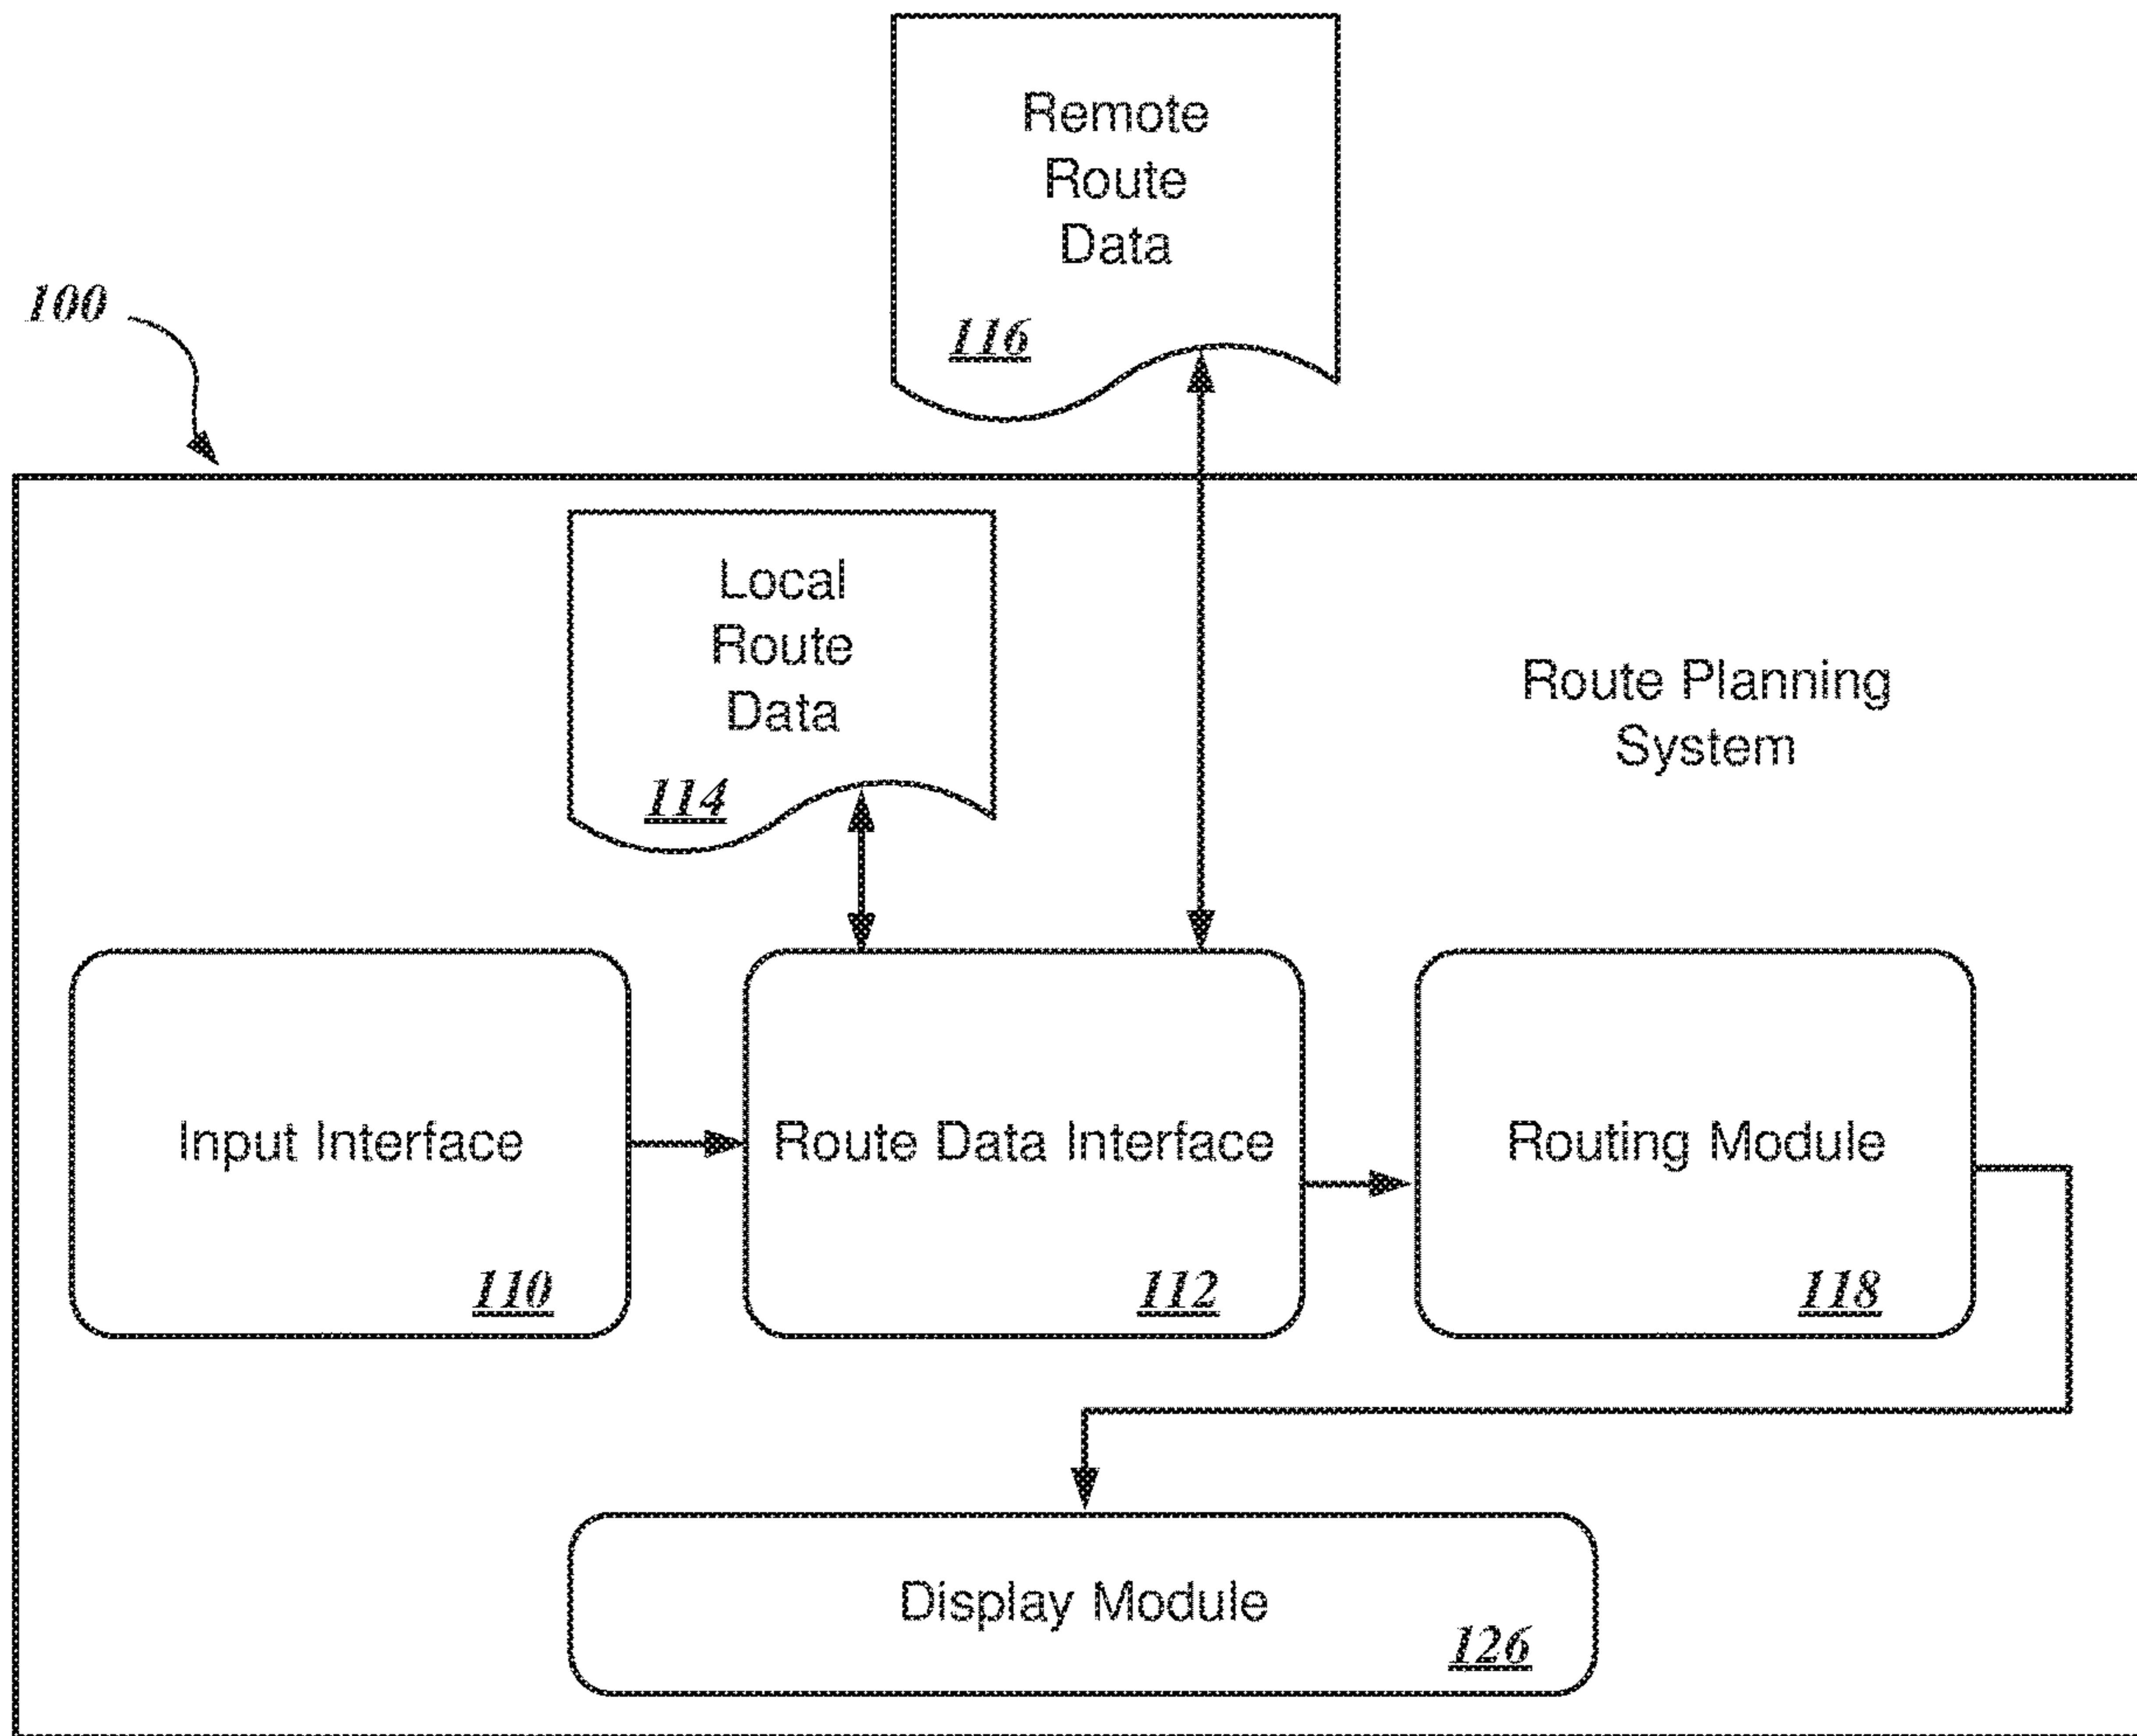 Remote
Route
Data
116
100
Local
Route
Data
114
Route Planning
System
Input Interface
110
Route Data Interface
112
Routing Module
118
Display Module
126